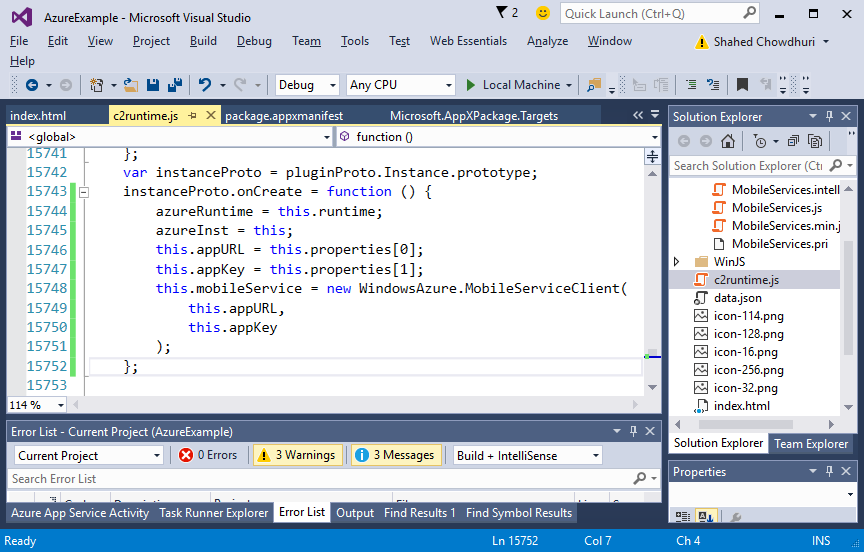 AzureExample - Microsoft Visual Studio
2
Quick Launch (Ctrl+Q)
File Edit View Project Build Debug Team Tools Test Web Essentials Analyze Window
Shahed Chowdhuri
Help
Debug Any CPU Local Machine
index.html c2runtime.js package.appxmanifest Microsoft.AppXPackage.Targets
<global> function ()
15741 };
15742 var instanceProto = pluginProto.Instance.prototype;
15743 instanceProto.onCreate = function () {
15744 azureRuntime = this.runtime;
15745 azureInst = this;
15746 this.appURL = this.properties[0];
15747 this.appKey = this.properties[1];
15748 this.mobileService = new WindowsAzure.MobileServiceClient(
15749 this.appURL,
15750 this.appKey
15751 );
15752 };
15753
114 %
Solution Explorer
Search Solution Explorer (Ctrl
MobileServices.intell
MobileServices.js
MobileServices.min.j
MobileServices.pri
WinJS
c2runtime.js
data.json
icon-114.png
icon-128.png
icon-16.png
icon-256.png
icon-32.png
index.html
Solution Explorer Team Explorer
Properties
Error List - Current Project (AzureExample)
Current Project 0 Errors 3 Warnings 3 Messages Build + IntelliSense
Search Error List
Azure App Service Activity Task Runner Explorer Error List Output Find Results 1 Find Symbol Results
Ready Ln 15752 Col 7 Ch 4 INS